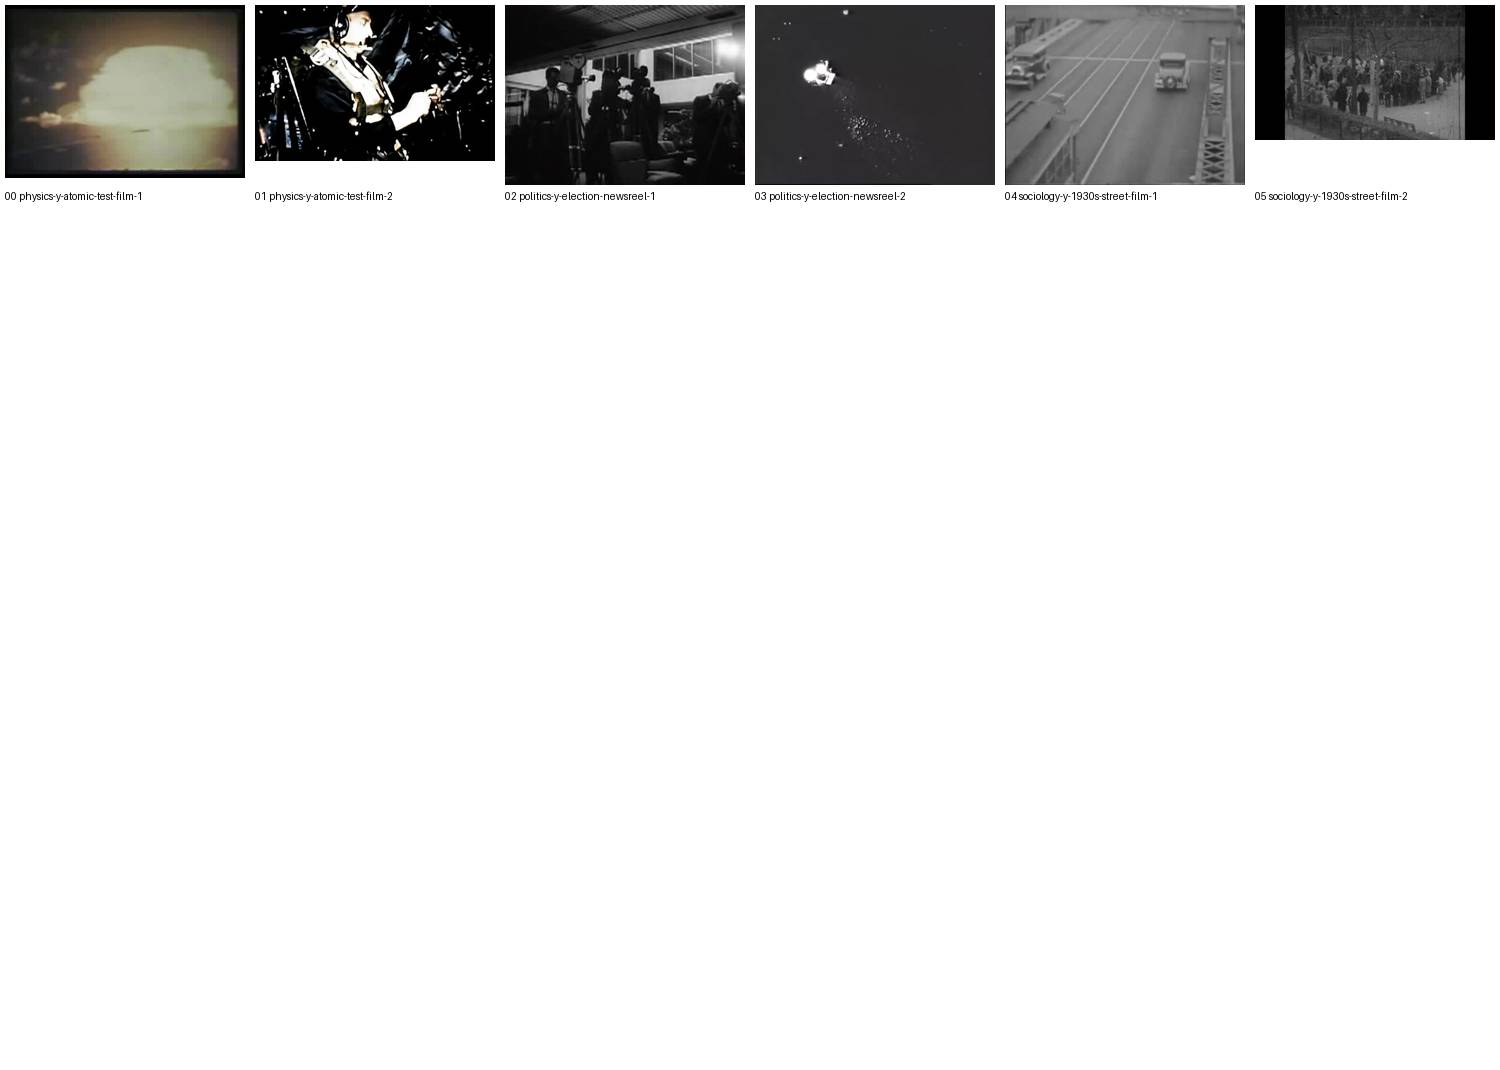 00 physics-y-atomic-test-film-1
01 physics-y-atomic-test-film-2
02 politics-y-election-newsreel-1
03 politics-y-election-newsreel-2
04 sociology-y-1930s-street-film-1
05 sociology-y-1930s-street-film-2